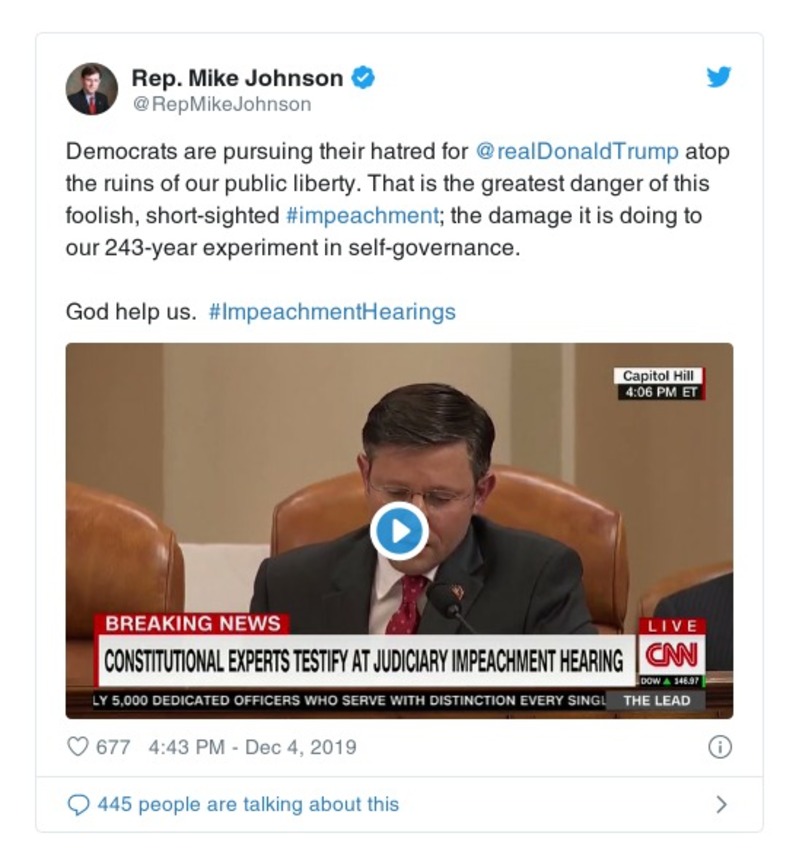 Rep. Mike Johnson
@RepMikeJohnson
Democrats are pursuing their hatred for @realDonaldTrump atop
the ruins of our public liberty. That is the greatest danger of this
foolish, short-sighted #impeachment; the damage it is doing to
our 243-year experiment in self-governance.
God help us. #ImpeachmentHearings
Capitol Hill
4:06 PM ET
BREAKING NEWS
LIVE
CONSTITUTIONAL EXPERTS TESTIFY AT JUDICIARY IMPEACHMENT HEARING
CNN
DOW ▲ 146.97
LY 5,000 DEDICATED OFFICERS WHO SERVE WITH DISTINCTION EVERY SINGL
THE LEAD
677 4:43 PM - Dec 4, 2019
445 people are talking about this